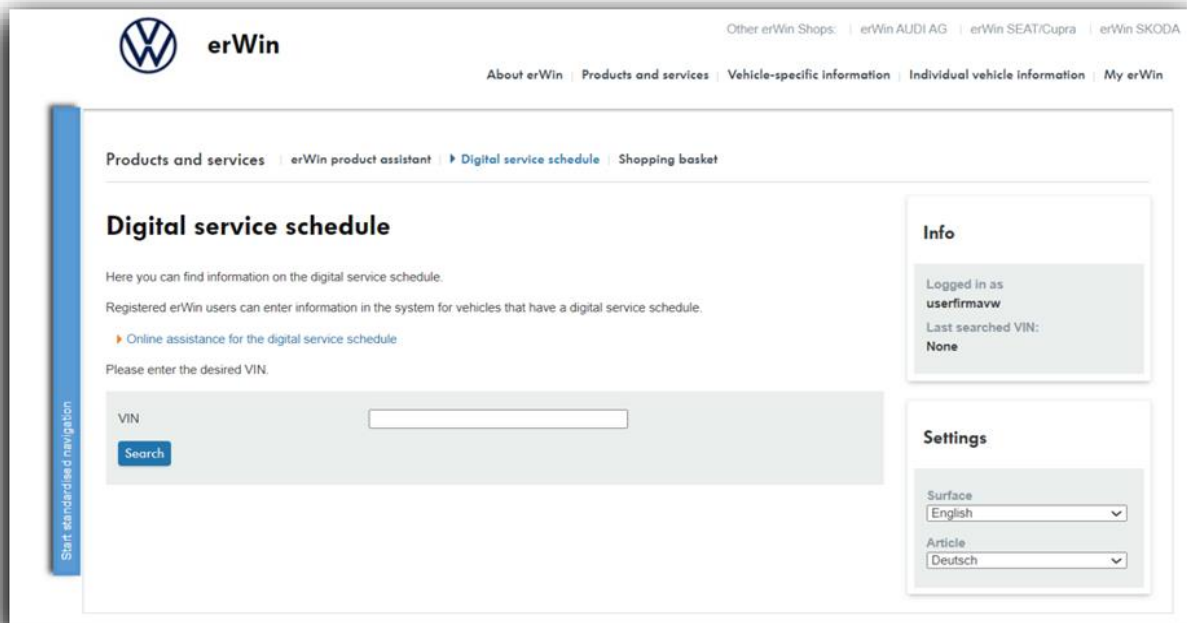 Other erWin Shops: | erWin AUDI AG | erWin SEAT/Cupra | erWin SKODA
erWin
About erWin | Products and services | Vehicle-specific information | Individual vehicle information | My erWin
Products and services | erWin product assistant | Digital service schedule | Shopping basket
Digital service schedule
Here you can find information on the digital service schedule.
Registered erWin users can enter information in the system for vehicles that have a digital service schedule.
Online assistance for the digital service schedule
Please enter the desired VIN.
VIN
Search
Start standardised navigation
Info
Logged in as
userfirmavw
Last searched VIN:
None
Settings
Surface
English
Article
Deutsch